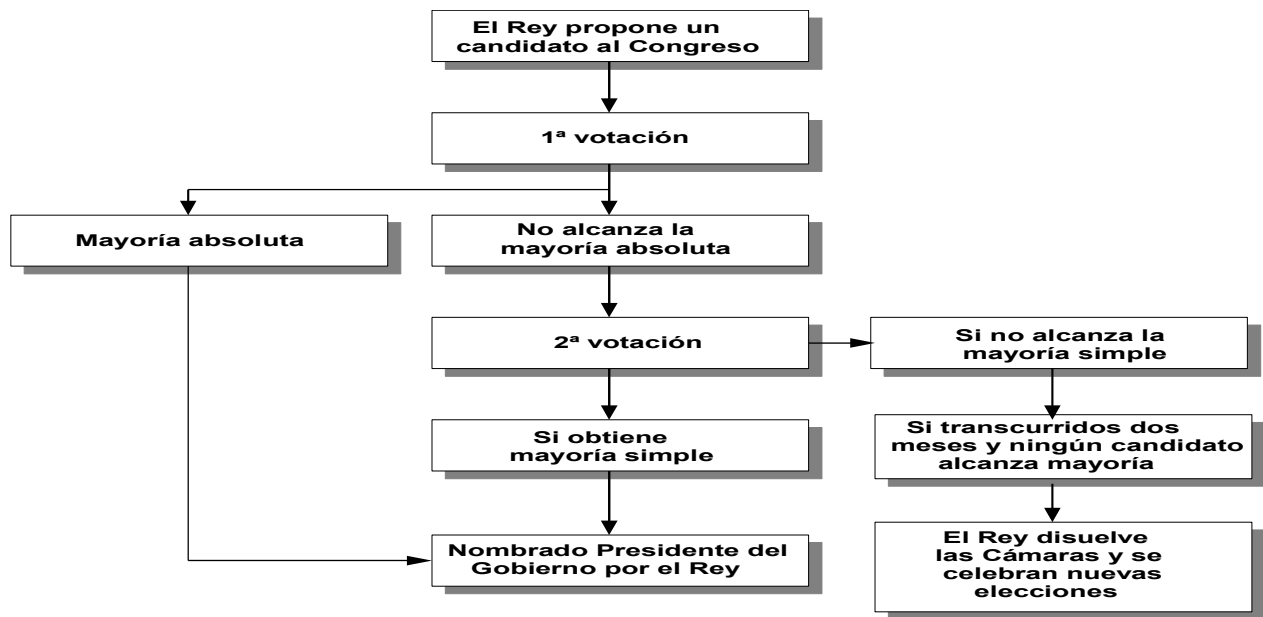 El Rey propone un
candidato al Congreso
1ª votación
Mayoría absoluta
No alcanza la
mayoría absoluta
2ª votación
Si no alcanza la
mayoría simple
Si obtiene
mayoría simple
Si transcurridos dos
meses y ningún candidato
alcanza mayoría
Nombrado Presidente del
Gobierno por el Rey
El Rey disuelve
las Cámaras y se
celebran nuevas
elecciones